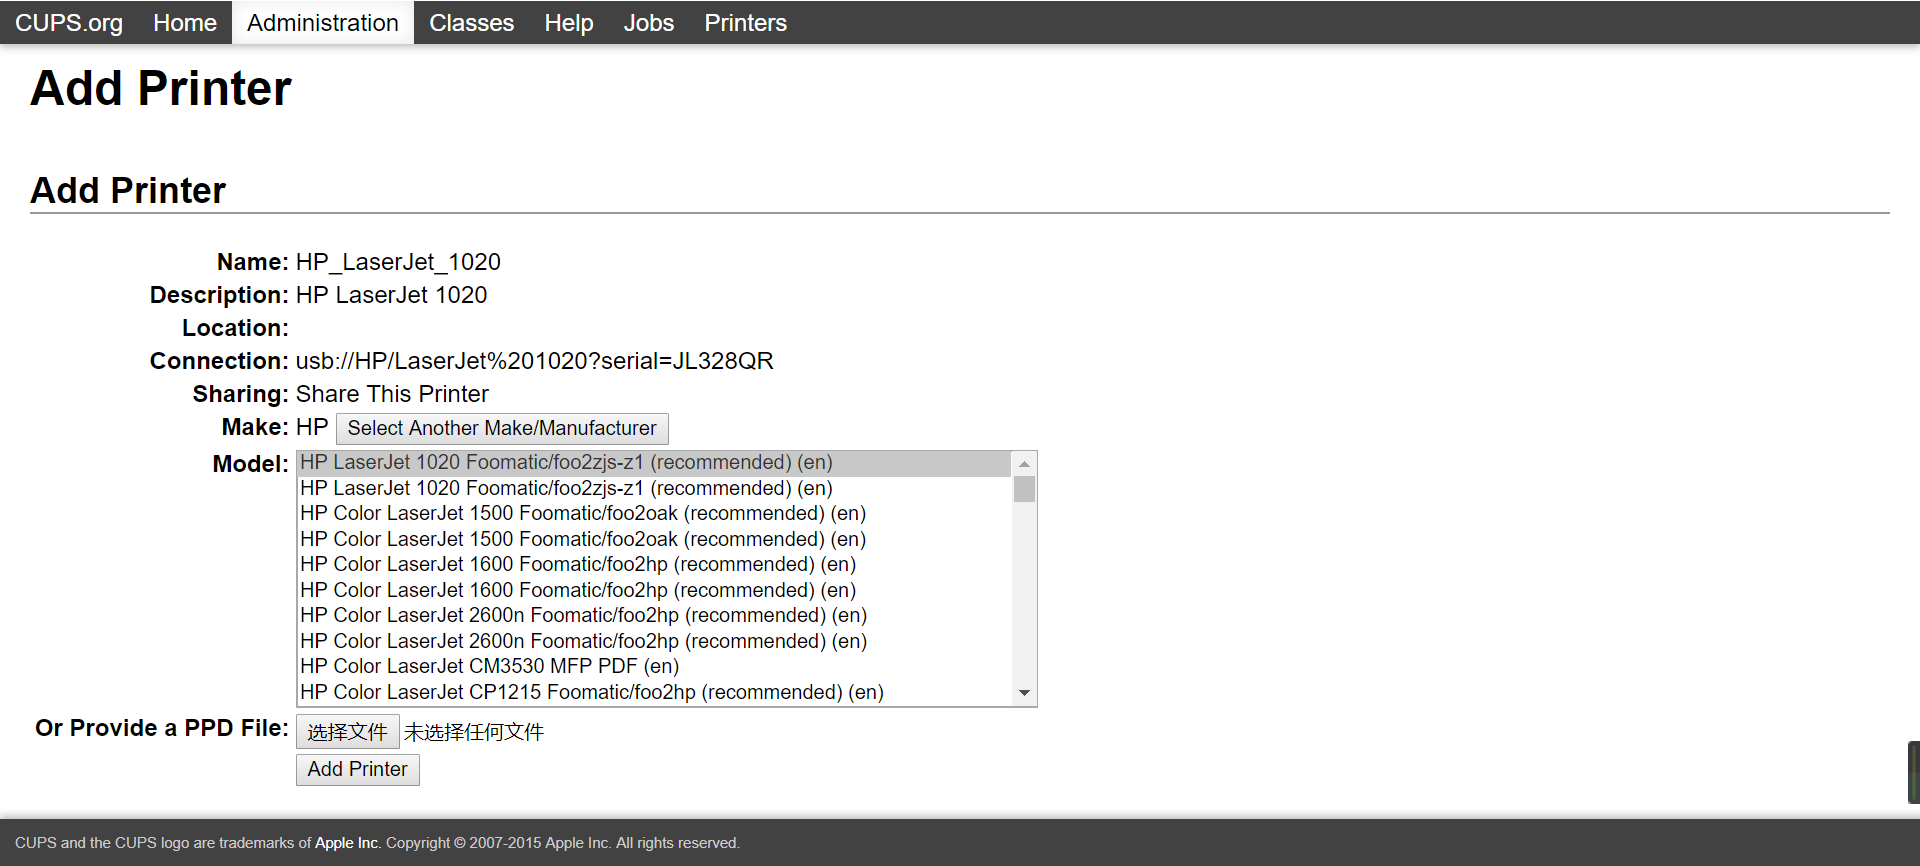 CUPS.org Home Administration Classes Help Jobs Printers
Add Printer
Add Printer
Name: HP_LaserJet_1020
Description: HP LaserJet 1020
Location:
Connection: usb://HP/LaserJet%201020?serial=JL328QR
Sharing: Share This Printer
Make: HP Select Another Make/Manufacturer
Model: HP LaserJet 1020 Foomatic/foo2zjs-z1 (recommended) (en)
HP LaserJet 1020 Foomatic/foo2zjs-z1 (recommended) (en)
HP Color LaserJet 1500 Foomatic/foo2oak (recommended) (en)
HP Color LaserJet 1500 Foomatic/foo2oak (recommended) (en)
HP Color LaserJet 1600 Foomatic/foo2hp (recommended) (en)
HP Color LaserJet 1600 Foomatic/foo2hp (recommended) (en)
HP Color LaserJet 2600n Foomatic/foo2hp (recommended) (en)
HP Color LaserJet 2600n Foomatic/foo2hp (recommended) (en)
HP Color LaserJet CM3530 MFP PDF (en)
HP Color LaserJet CP1215 Foomatic/foo2hp (recommended) (en)
Or Provide a PPD File: 选择文件 未选择任何文件
Add Printer
CUPS and the CUPS logo are trademarks of Apple Inc. Copyright © 2007-2015 Apple Inc. All rights reserved.